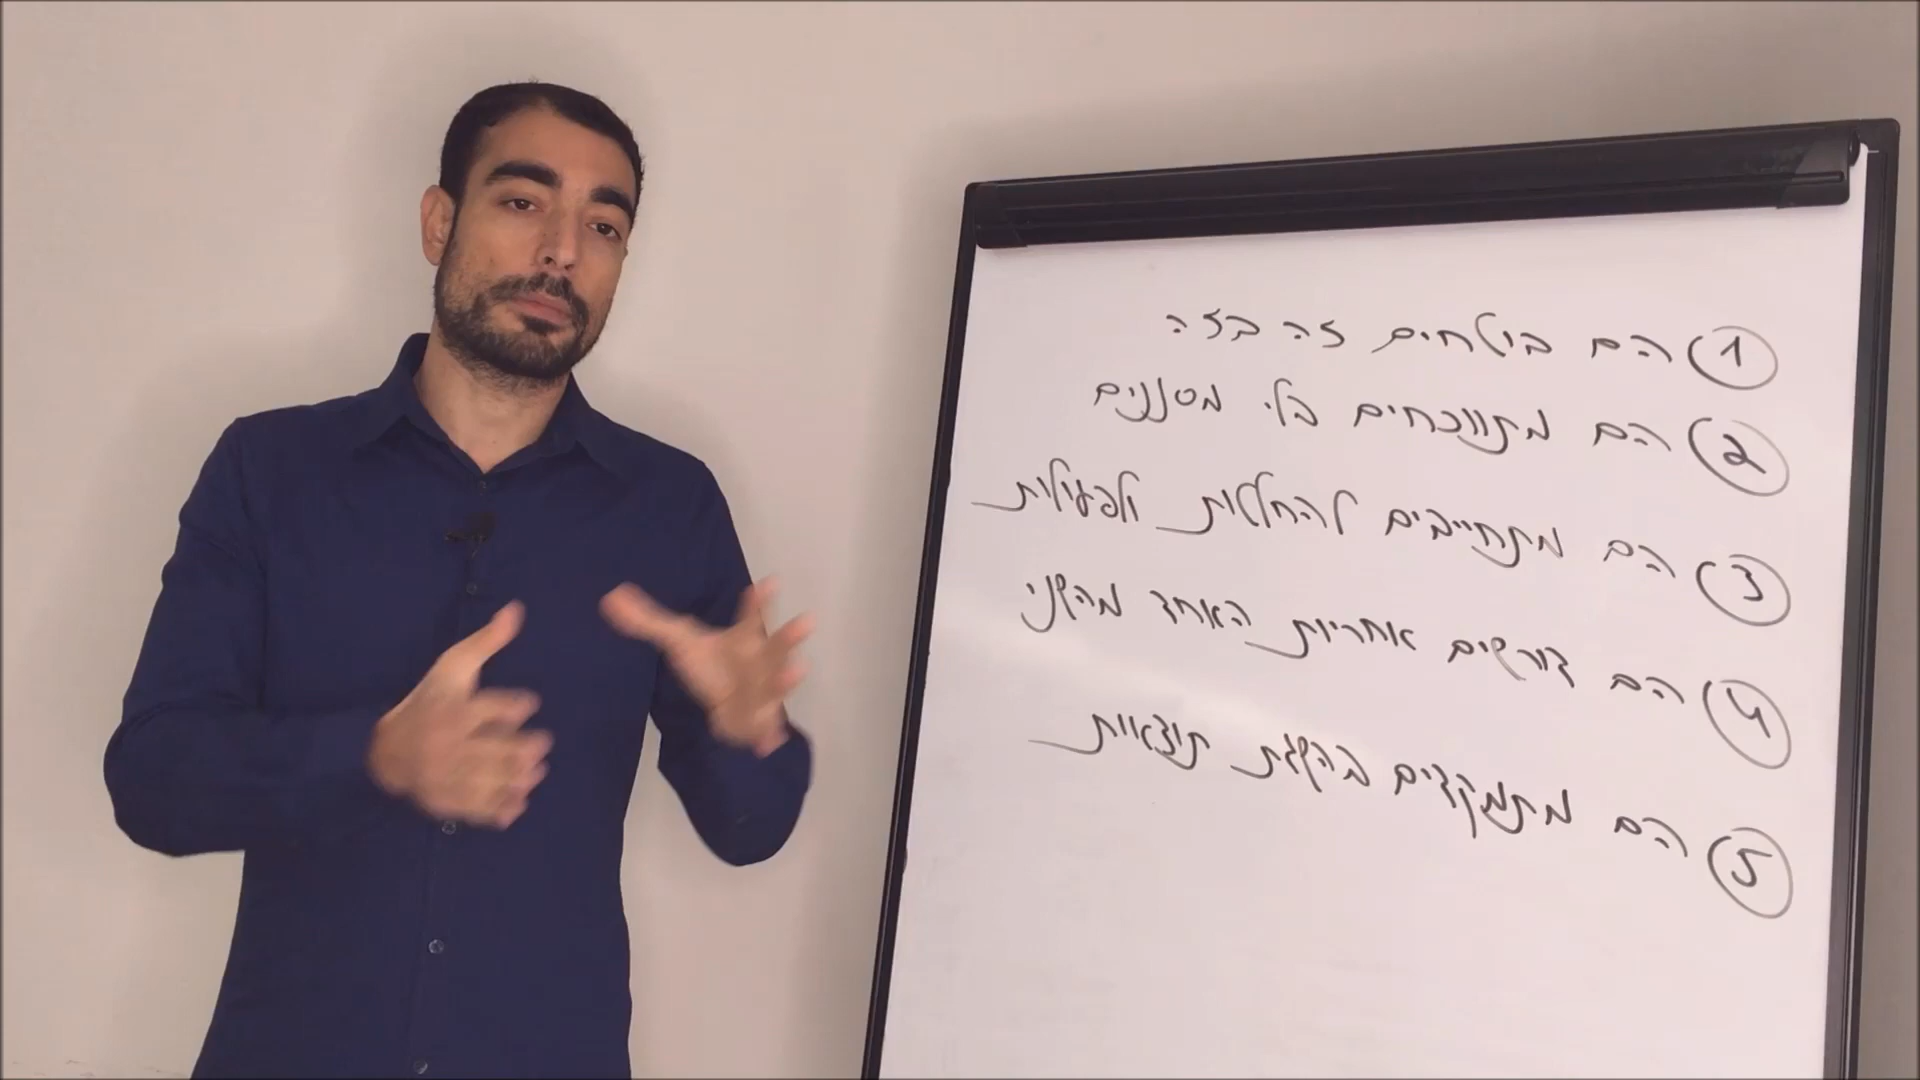 ① הם בוטחים זה בזה
② הם מתווכחים בלי מסננים
③ הם מתחייבים להחלטות ולפעולות
④ הם דורשים אחריות האחד מהשני
⑤ הם מתמקדים בהשגת תוצאות